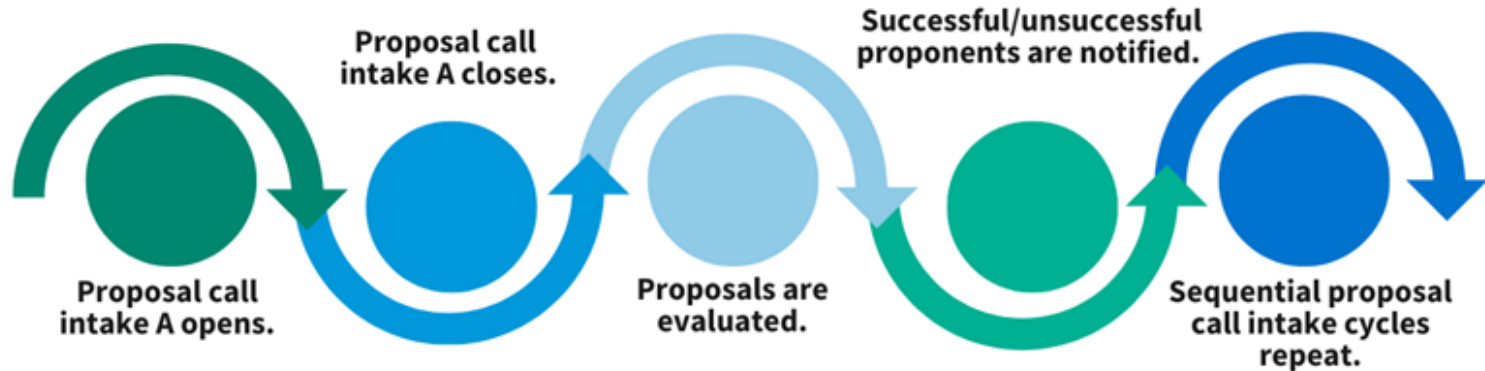 Proposal call
intake A opens.
Proposal call
intake A closes.
Proposals are
evaluated.
Successful/unsuccessful
proponents are notified.
Sequential proposal
call intake cycles
repeat.